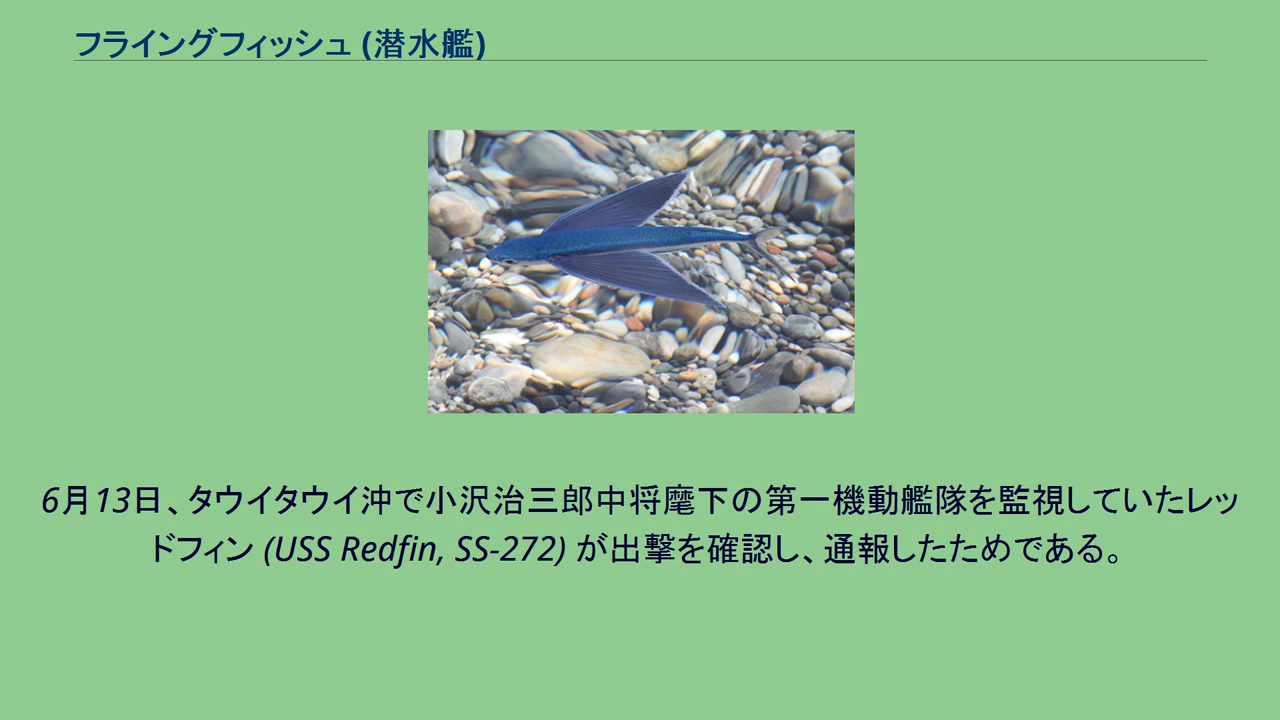 フライングフィッシュ (潜水艦)
6月13日、タウイタウイ沖で小沢治三郎中将麾下の第一機動艦隊を監視していたレッ
ドフィン (USS Redfin, SS-272) が出撃を確認し、通報したためである。